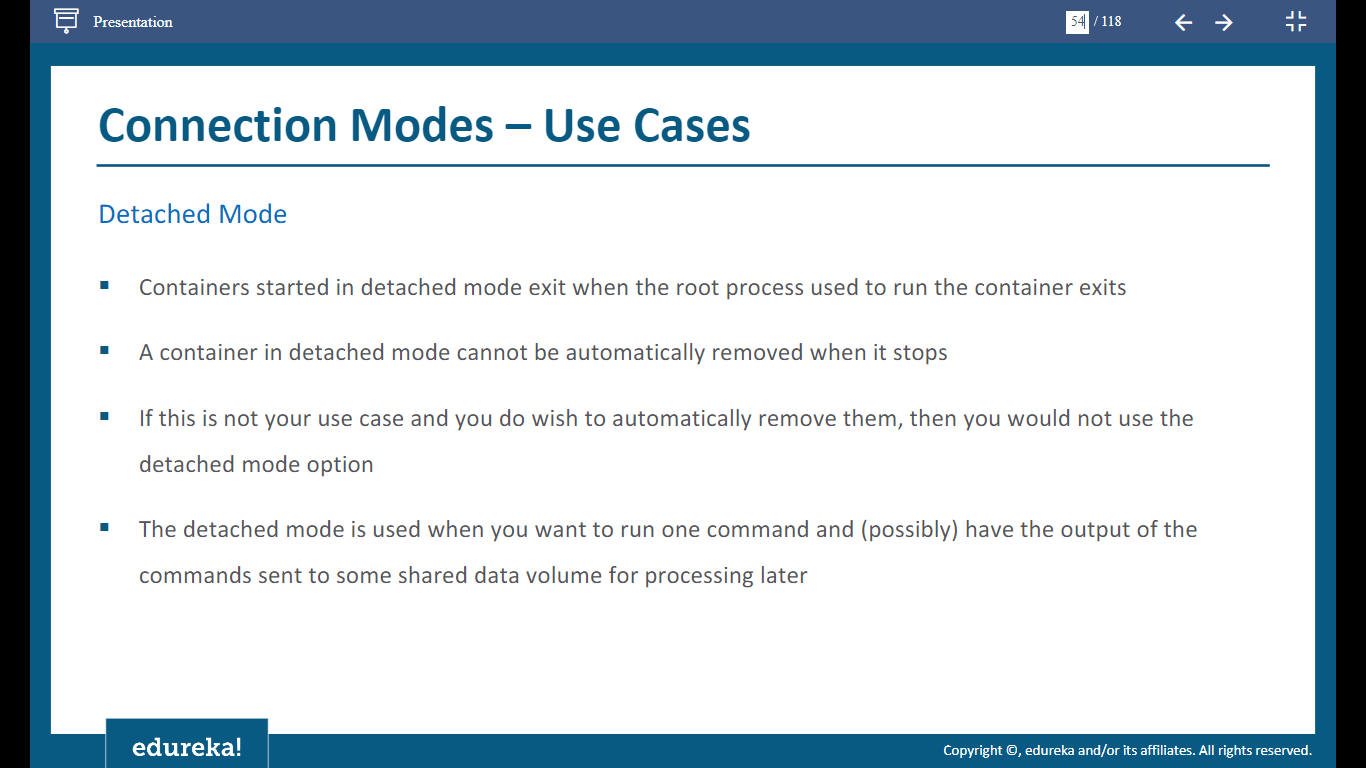 Presentation
54 / 118
Connection Modes – Use Cases
Detached Mode
▪ Containers started in detached mode exit when the root process used to run the container exits
▪ A container in detached mode cannot be automatically removed when it stops
▪ If this is not your use case and you do wish to automatically remove them, then you would not use the
detached mode option
▪ The detached mode is used when you want to run one command and (possibly) have the output of the
commands sent to some shared data volume for processing later
edureka!
Copyright ©, edureka and/or its affiliates. All rights reserved.